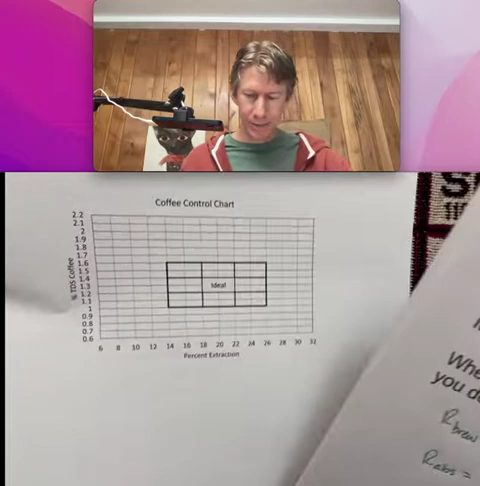 Coffee Control Chart
% TDS Coffee
2.2
2.1
2
1.9
1.8
1.7
1.6
1.5
1.4
1.3
1.2
1.1
1
0.9
0.8
0.7
0.6
Ideal
6 8 10 12 14 16 18 20 22 24 26 28 30 32
Percent Extraction
Whe
you d
R brew
R abs =